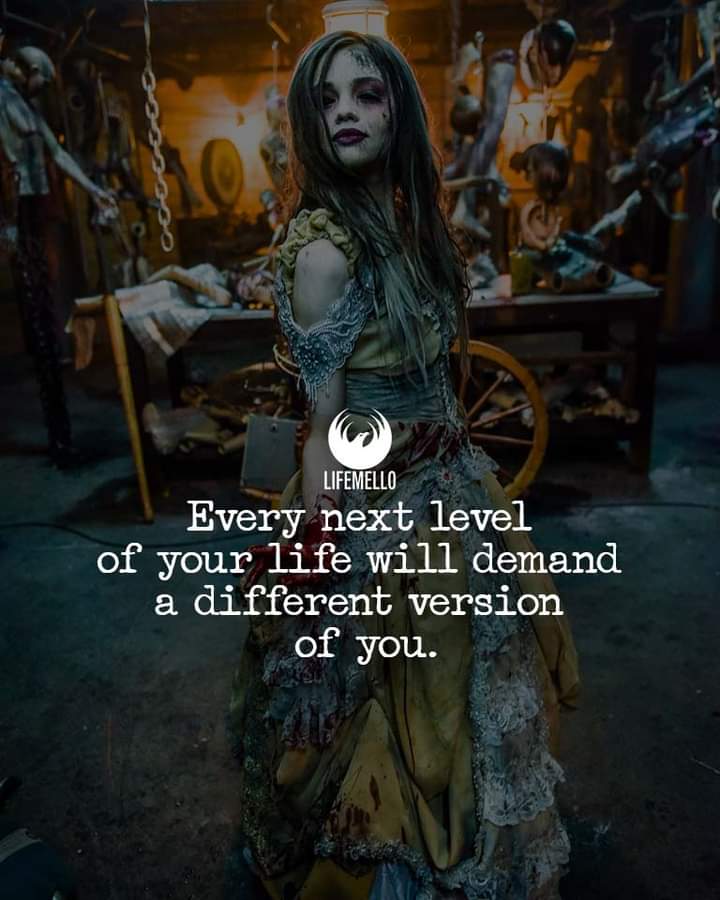 LIFEMELLO
Every next level
of your life will demand
a different version
of you.